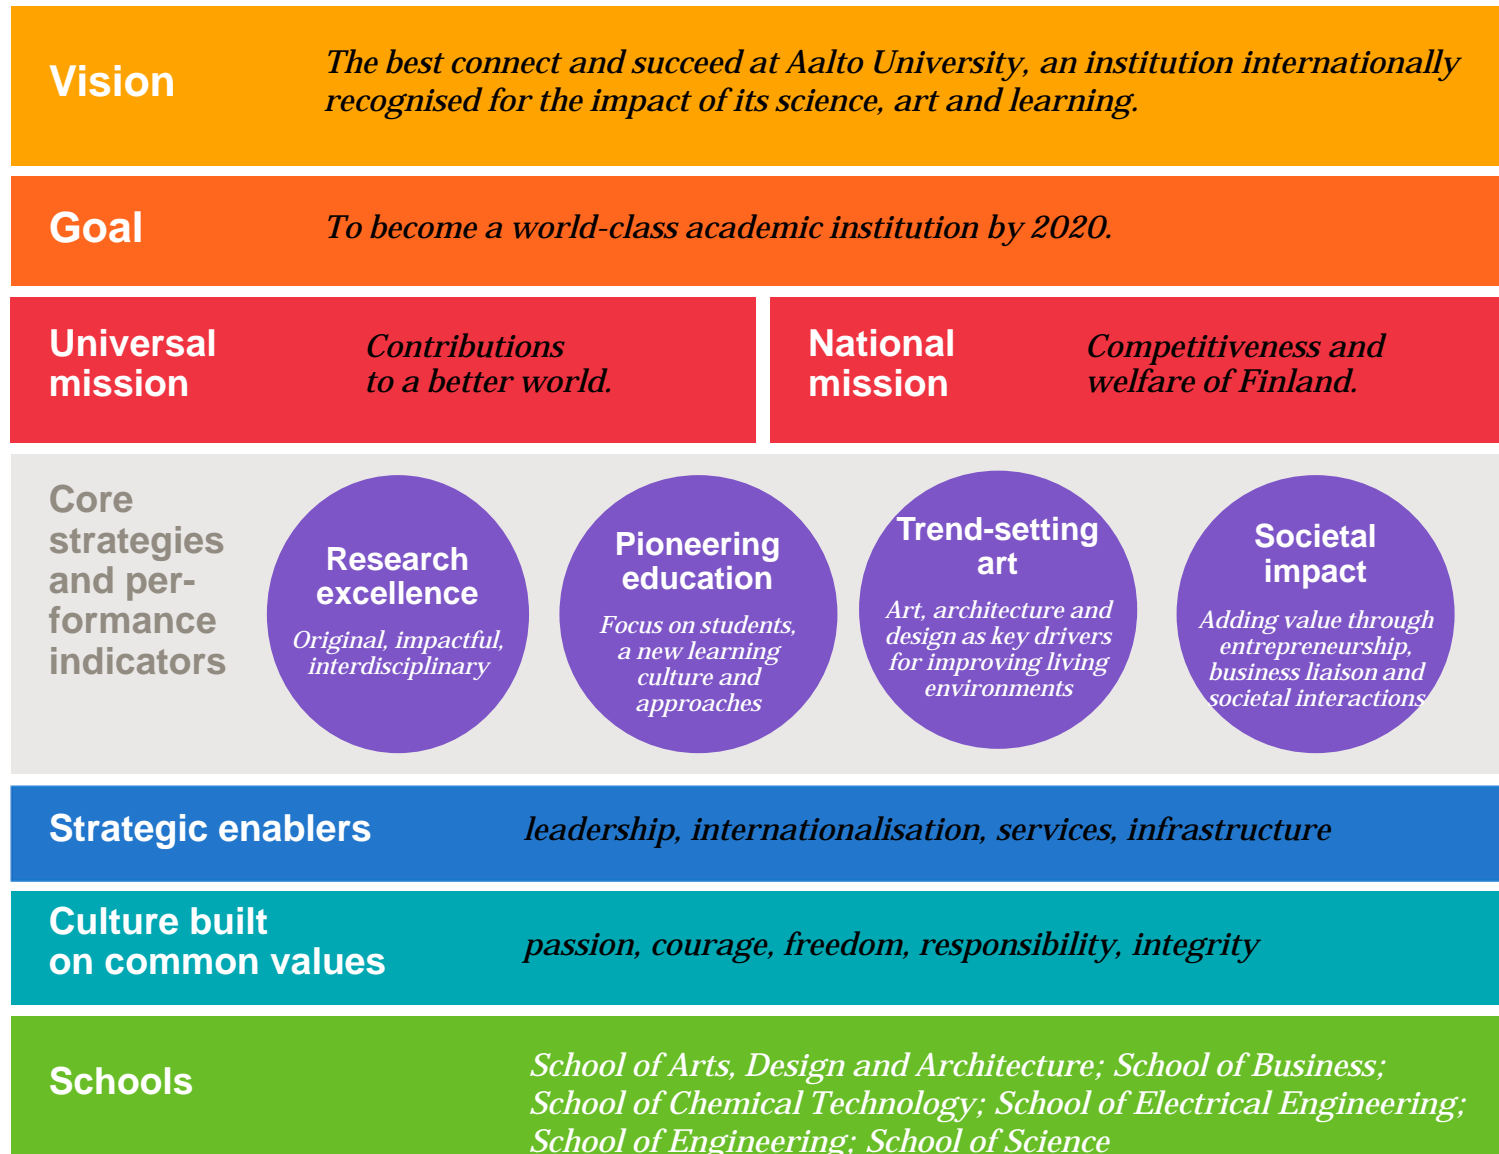 Vision
The best connect and succeed at Aalto University, an institution internationally
recognised for the impact of its science, art and learning.
Goal
To become a world-class academic institution by 2020.
Universal
mission
Contributions
to a better world.
National
mission
Competitiveness and
welfare of Finland.
Core
strategies
and per-
formance
indicators
Research
excellence
Original, impactful,
interdisciplinary
Pioneering
education
Focus on students,
a new learning
culture and
approaches
Trend-setting
art
Art, architecture and
design as key drivers
for improving living
environments
Societal
impact
Adding value through
entrepreneurship,
business liaison and
societal interactions
Strategic enablers
leadership, internationalisation, services, infrastructure
Culture built
on common values
passion, courage, freedom, responsibility, integrity
Schools
School of Arts, Design and Architecture; School of Business;
School of Chemical Technology; School of Electrical Engineering;
School of Engineering; School of Science